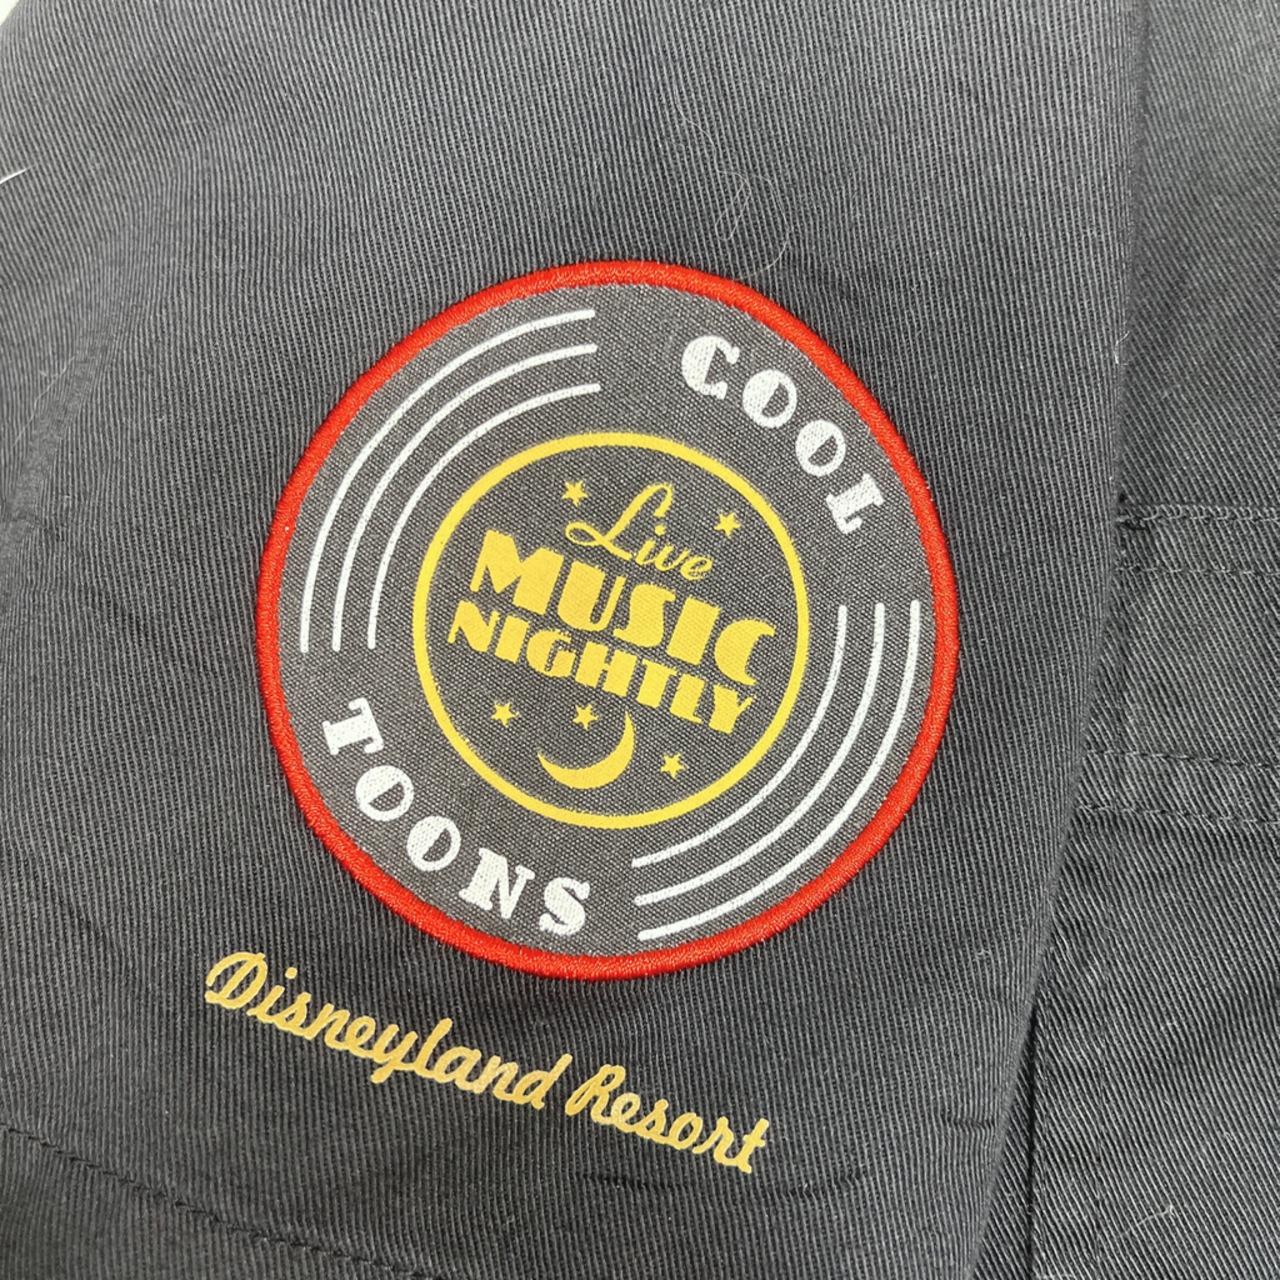 COOL
TOONS
Live
MUSIC
NIGHTLY
Disneyland Resort